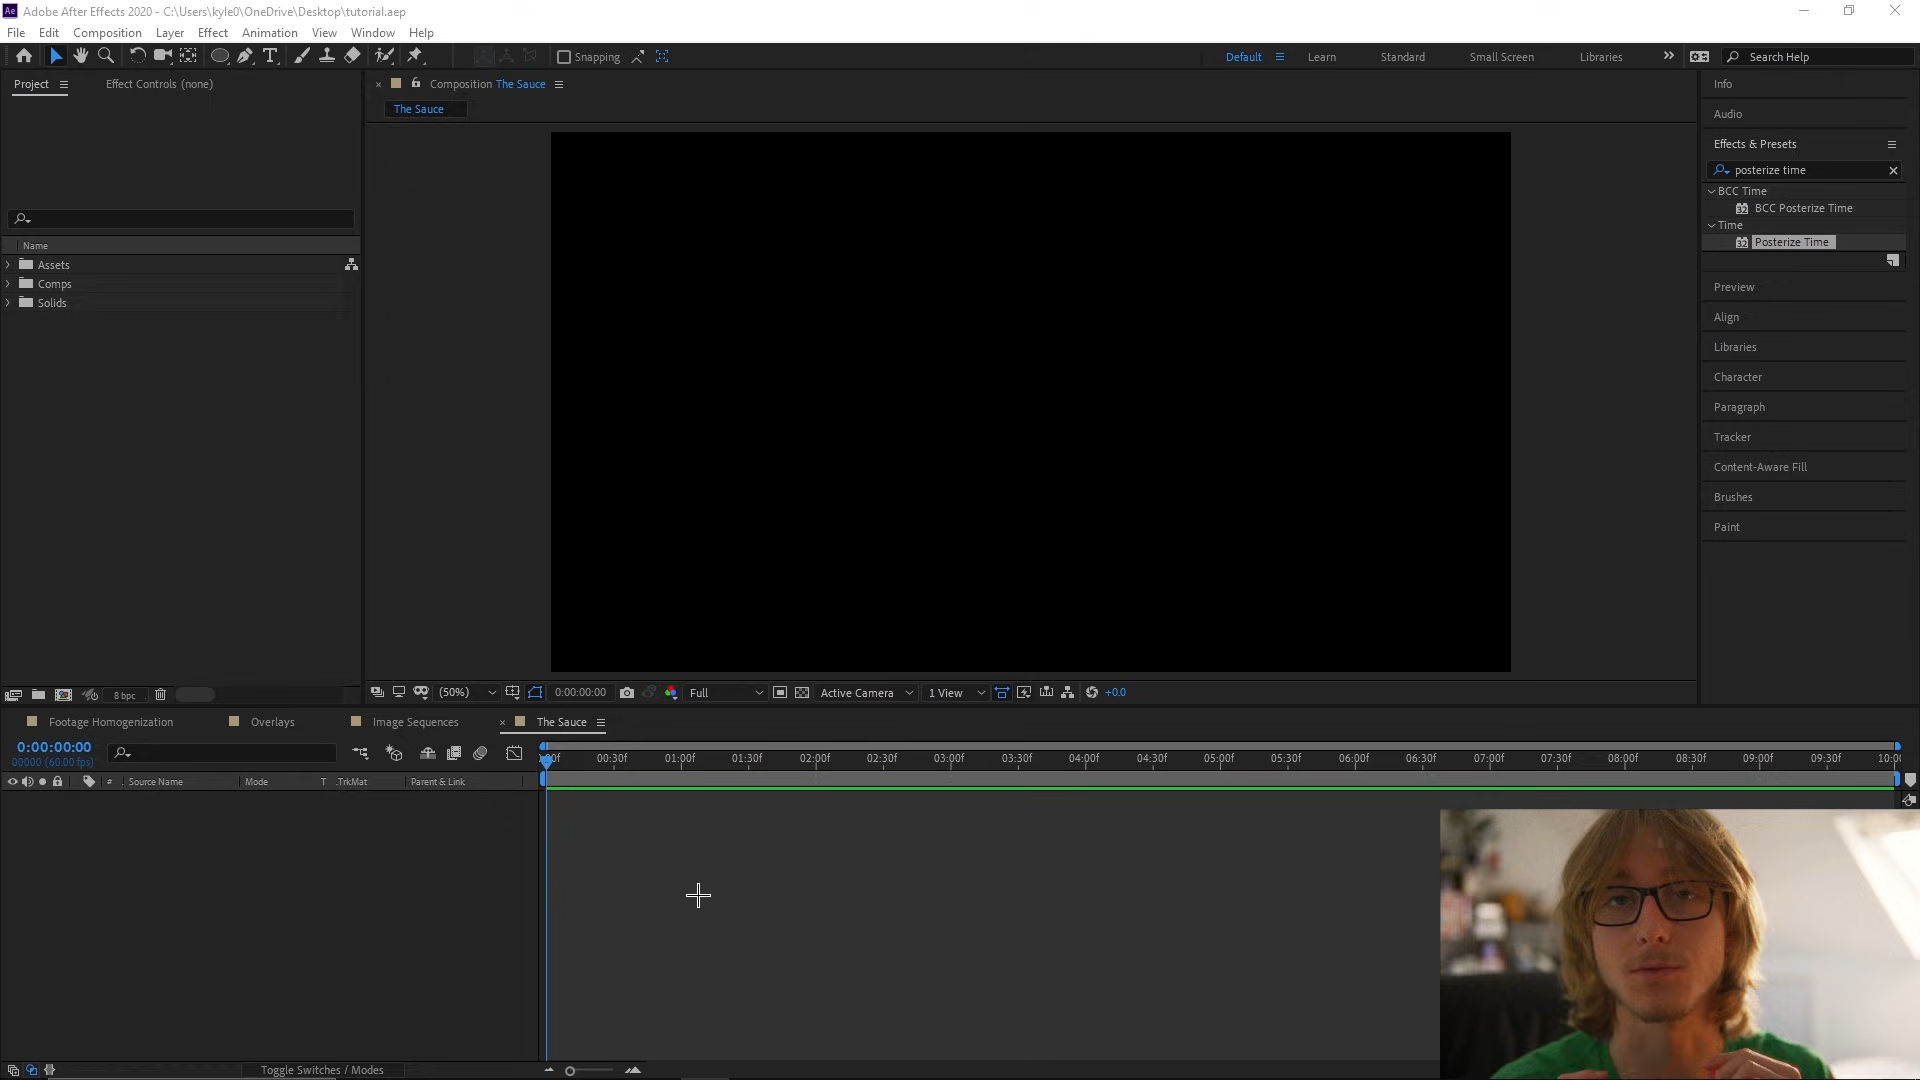 Adobe After Effects 2020 - C:\Users\kyle0\OneDrive\Desktop\tutorial.aep
File Edit Composition Layer Effect Animation View Window Help
Snapping
Default Learn Standard Small Screen Libraries Search Help
Project Effect Controls (none)
Composition The Sauce
The Sauce
Name
Assets
Comps
Solids
Info
Audio
Effects & Presets
posterize time
BCC Time
BCC Posterize Time
Time
Posterize Time
Preview
Align
Libraries
Character
Paragraph
Tracker
Content-Aware Fill
Brushes
Paint
8 bpc
(50%) 0:00:00:00 Full Active Camera 1 View +0.0
Footage Homogenization Overlays Image Sequences The Sauce
0:00:00:00
00000 (60.00 fps)
00:30f 01:00f 01:30f 02:00f 02:30f 03:00f 03:30f 04:00f 04:30f 05:00f 05:30f 06:00f 06:30f 07:00f 07:30f 08:00f 08:30f 09:00f 09:30f 10:00
# Source Name Mode T .TrkMat Parent & Link
Toggle Switches / Modes